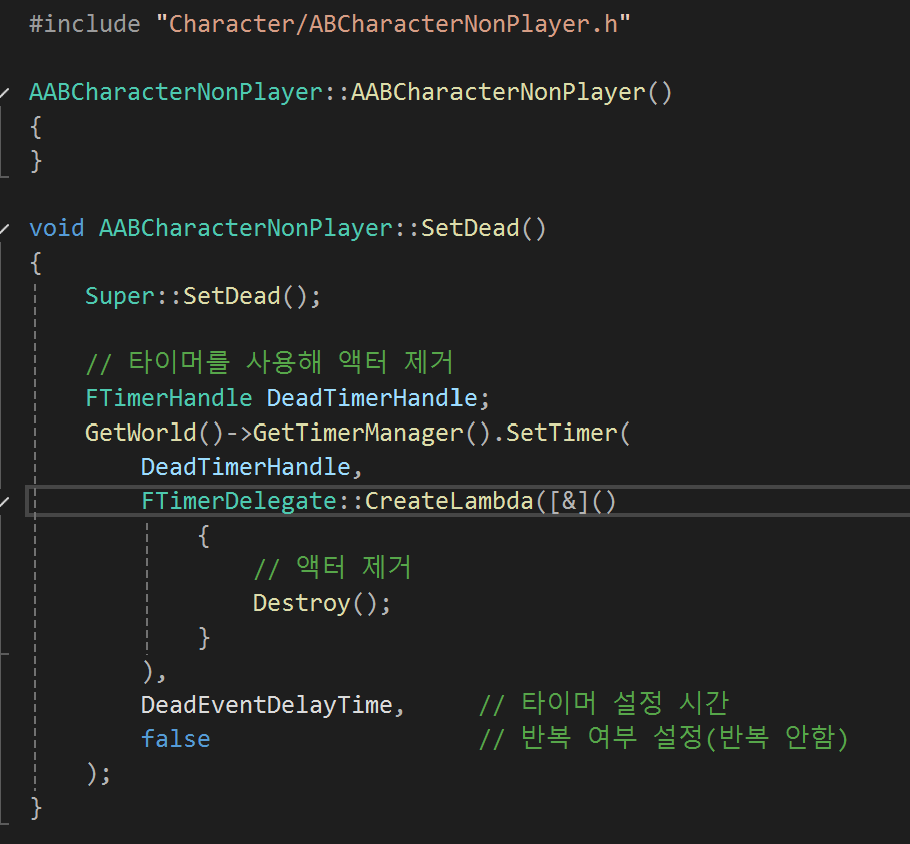 #include "Character/ABCharacterNonPlayer.h"
AABCharacterNonPlayer::AABCharacterNonPlayer()
{
}
void AABCharacterNonPlayer::SetDead()
{
Super::SetDead();
// 타이머를 사용해 액터 제거
FTimerHandle DeadTimerHandle;
GetWorld()->GetTimerManager().SetTimer(
DeadTimerHandle,
FTimerDelegate::CreateLambda([&]()
{
// 액터 제거
Destroy();
}
),
DeadEventDelayTime, // 타이머 설정 시간
false // 반복 여부 설정(반복 안함)
);
}